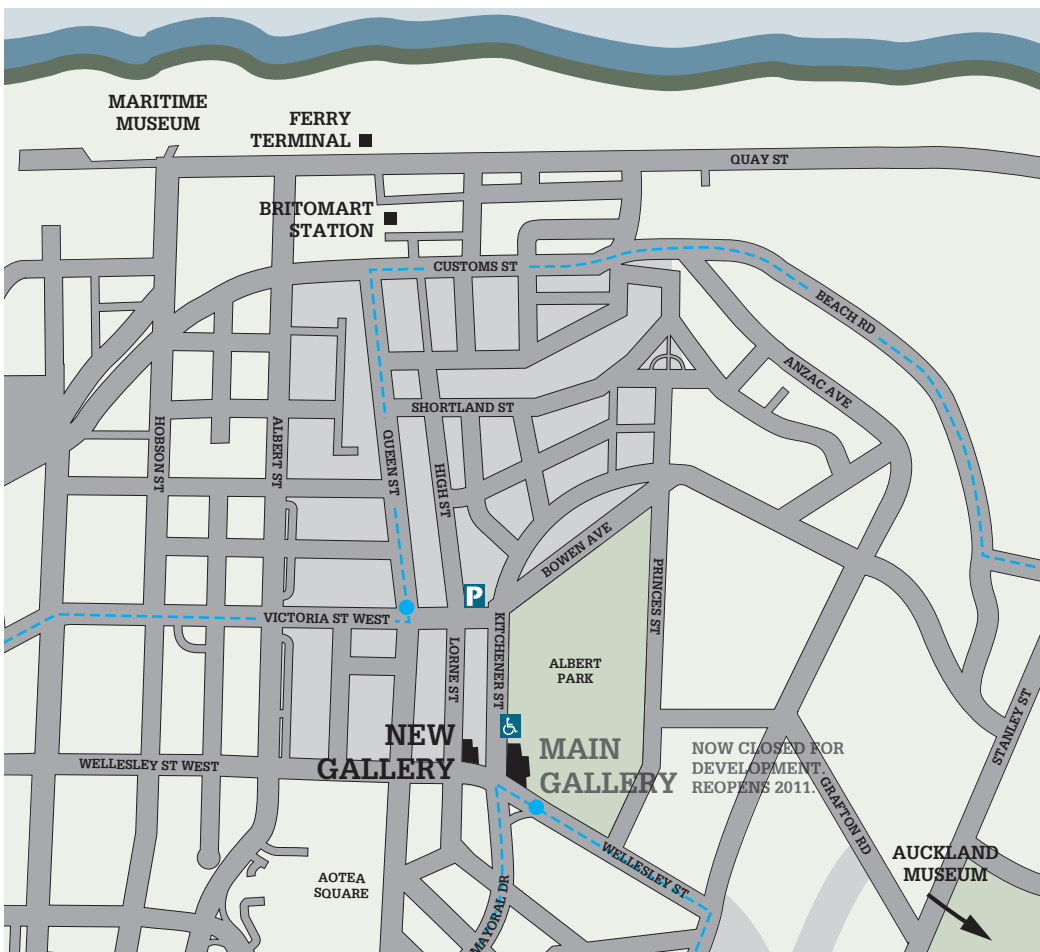 MARITIME
MUSEUM
FERRY
TERMINAL
QUAY ST
BRITOMART
STATION
CUSTOMS ST
BEACH RD
ANZAC AVE
SHORTLAND ST
HOBSON ST
ALBERT ST
QUEEN ST
HIGH ST
BOWEN AVE
PRINCES ST
P
VICTORIA ST WEST
KITCHENER ST
LORNE ST
ALBERT
PARK
STANLEY ST
NEW
GALLERY
MAIN
GALLERY
NOW CLOSED FOR
DEVELOPMENT.
REOPENS 2011.
WELLESLEY ST WEST
GRAFTON RD
WELLESLEY ST
AUCKLAND
MUSEUM
AOTEA
SQUARE
MAYORAL DR